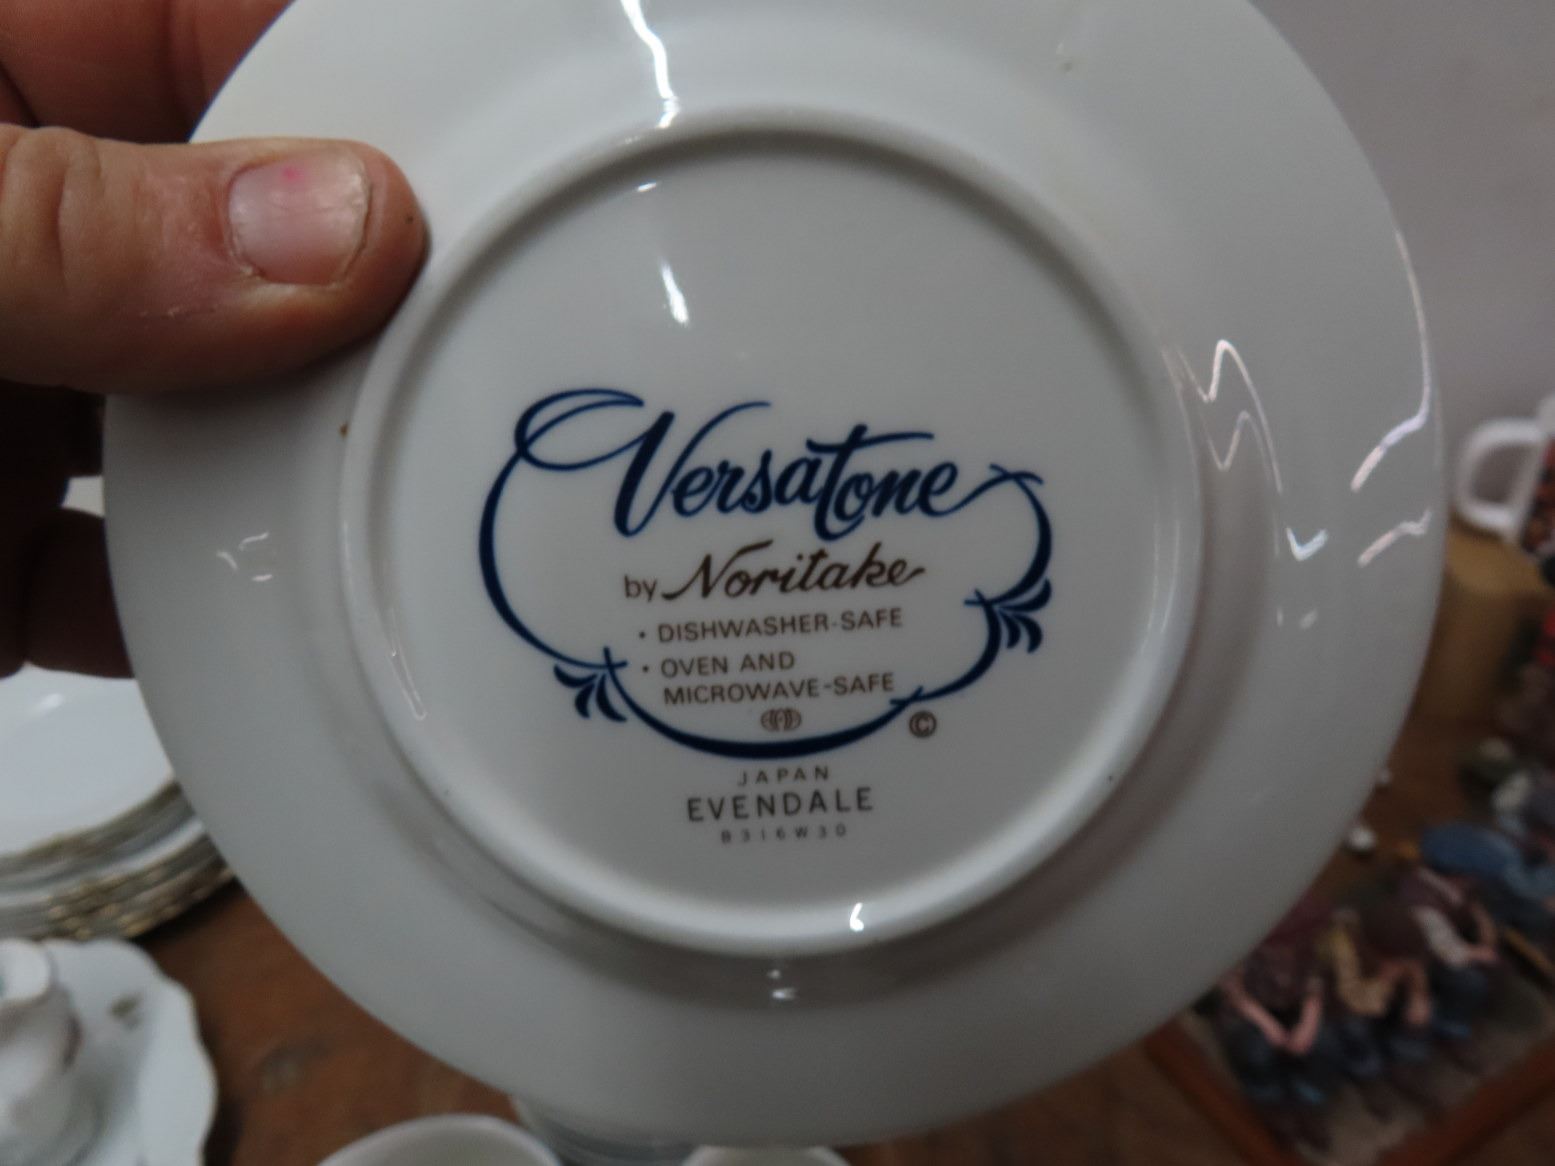 Versatone
by Noritake
• DISHWASHER-SAFE
• OVEN AND
MICROWAVE-SAFE
©
JAPAN
EVENDALE
B316W30